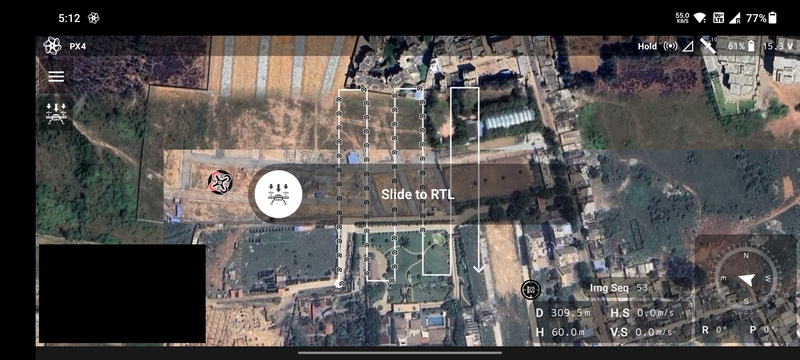 5:12
55.0 KB/S
77%
PX4
Hold
61%
15.3 V
Slide to RTL
Img Seq 53
D 309.5m H.S 0.0m/s
H 60.0m V.S 0.0m/s
N
E W
S
R 0° P 0°